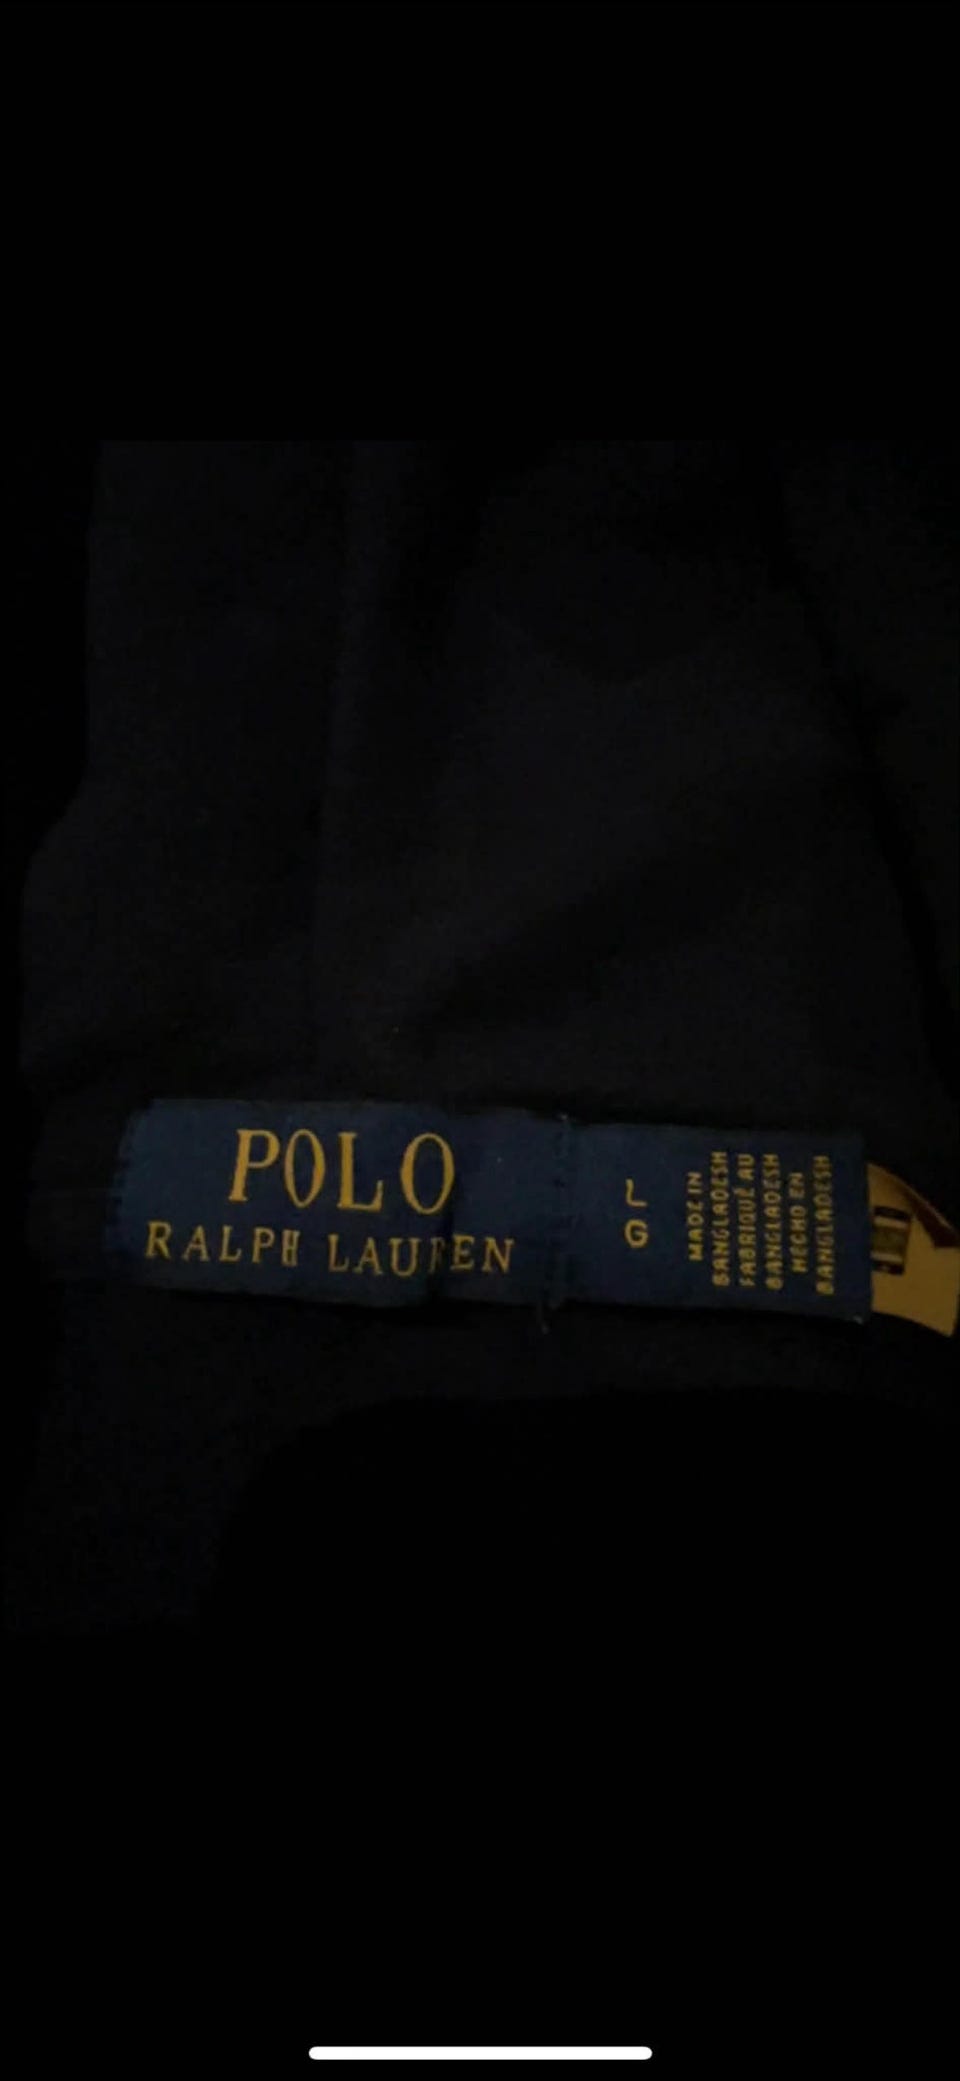 POLO
RALPH LAUREN
L
G
MADE IN
BANGLADESH
FABRIQUÉ AU
BANGLADESH
HECHO EN
BANGLADESH